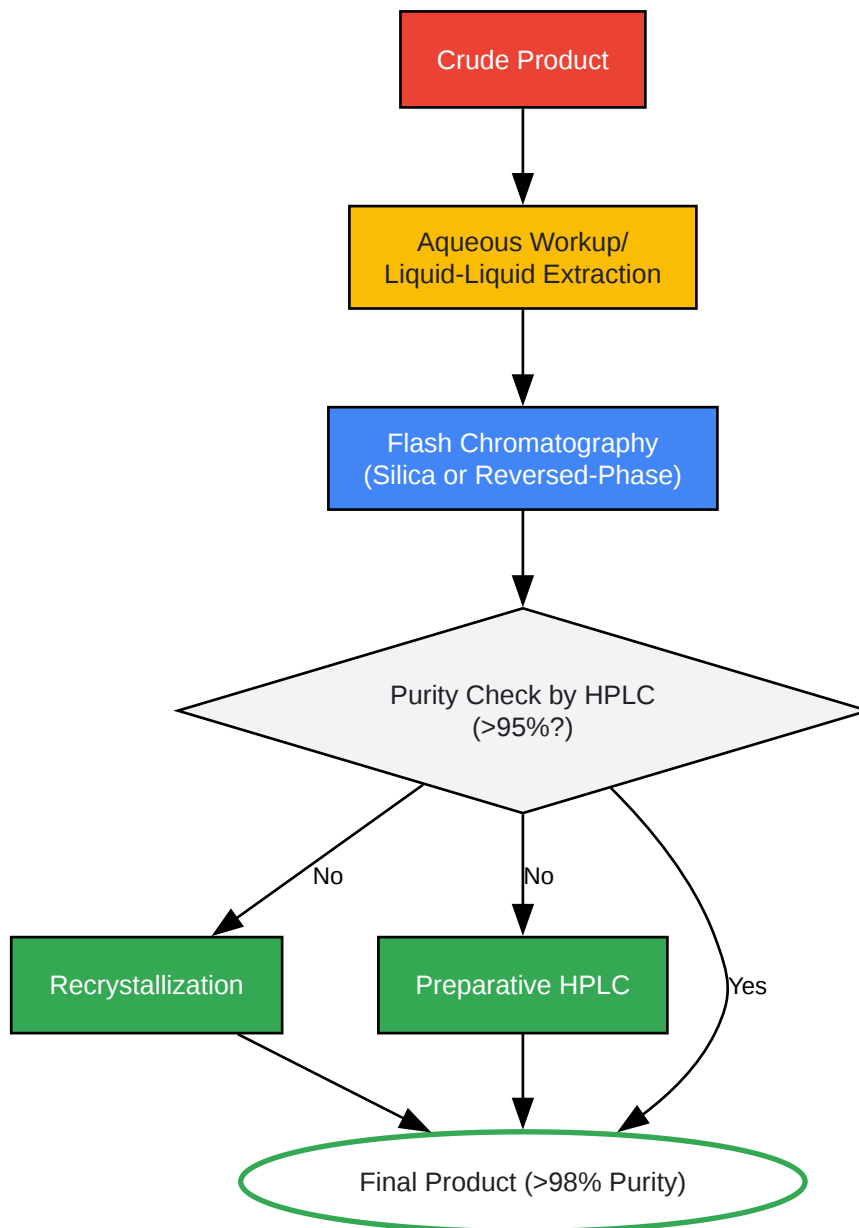 Crude Product
Aqueous Workup/
Liquid-Liquid Extraction
Flash Chromatography
(Silica or Reversed-Phase)
Purity Check by HPLC
(>95%?)
No
No
Recrystallization
Preparative HPLC
Yes
Final Product (>98% Purity)